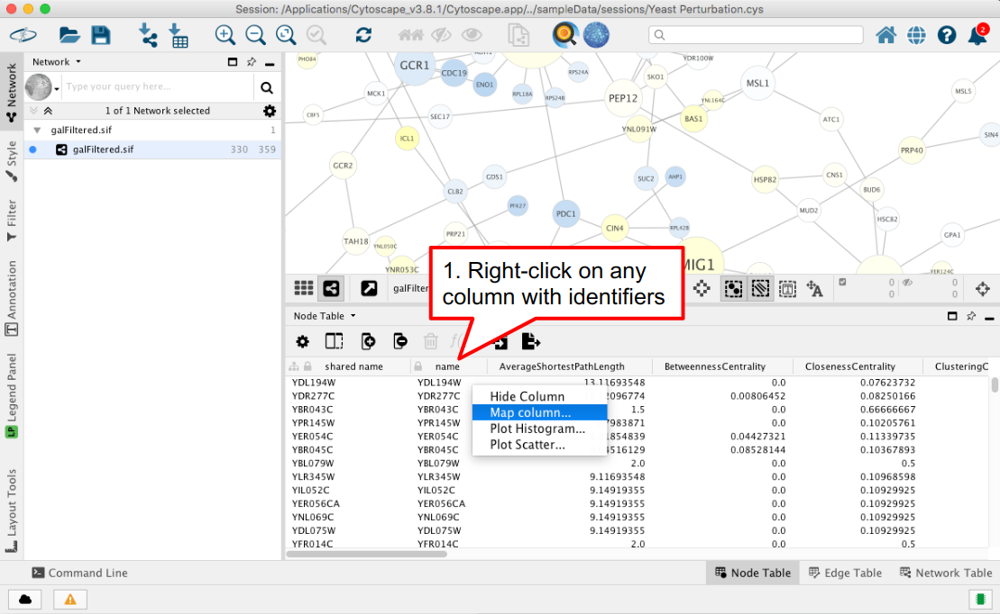 Session: /Applications/Cytoscape_v3.8.1/Cytoscape.app/../sampleData/sessions/Yeast Perturbation.cys
2
Network
Type your query here...
1 of 1 Network selected
galFiltered.sif 1
galFiltered.sif 330 359
Network
Style
Filter
Annotation
Legend Panel
LP
Layout Tools
PHO84
GCR1
CDC19
ENO1
RPS24A
RPL18A
RPS24B
MCK1
CBF5
SEC17
ICL1
GCR2
GDS1
CLB2
PFK27
PDC1
PRP21
TAH18
YNL050C
YNR053C
YDR100W
SKO1
MSL1
PEP12
YNL164C
BAS1
YNL091W
ATC1
MSL5
SIN4
PRP40
SUC2
AHP1
HSP82
CNS1
BUD6
MUD2
HSC82
CIN4
RPL42B
GPA1
MIG1
YER124C
1. Right-click on any
column with identifiers
galFilter
T
A
0 0
0 0
Node Table
shared name name AverageShortestPathLength BetweennessCentrality ClosenessCentrality ClusteringC
YDL194W YDL194W 13.11693548 0.0 0.07623732
YDR277C YDR277C 2096774 0.00806452 0.08250166
YBR043C YBR043C 1.5 0.0 0.66666667
YPR145W YPR145W 7983871 0.0 0.10205761
YER054C YER054C 1854839 0.04427321 0.11339735
YBR045C YBR045C 4516129 0.08528144 0.10367893
YBL079W YBL079W 2.0 0.0 0.5
YLR345W YLR345W 9.11693548 0.0 0.10968598
YIL052C YIL052C 9.14919355 0.0 0.10929925
YER056CA YER056CA 9.14919355 0.0 0.10929925
YNL069C YNL069C 9.14919355 0.0 0.10929925
YDL075W YDL075W 9.14919355 0.0 0.10929925
YFR014C YFR014C 2.0 0.0 0.5
Hide Column
Map column...
Plot Histogram...
Plot Scatter...
Command Line
Node Table Edge Table Network Table